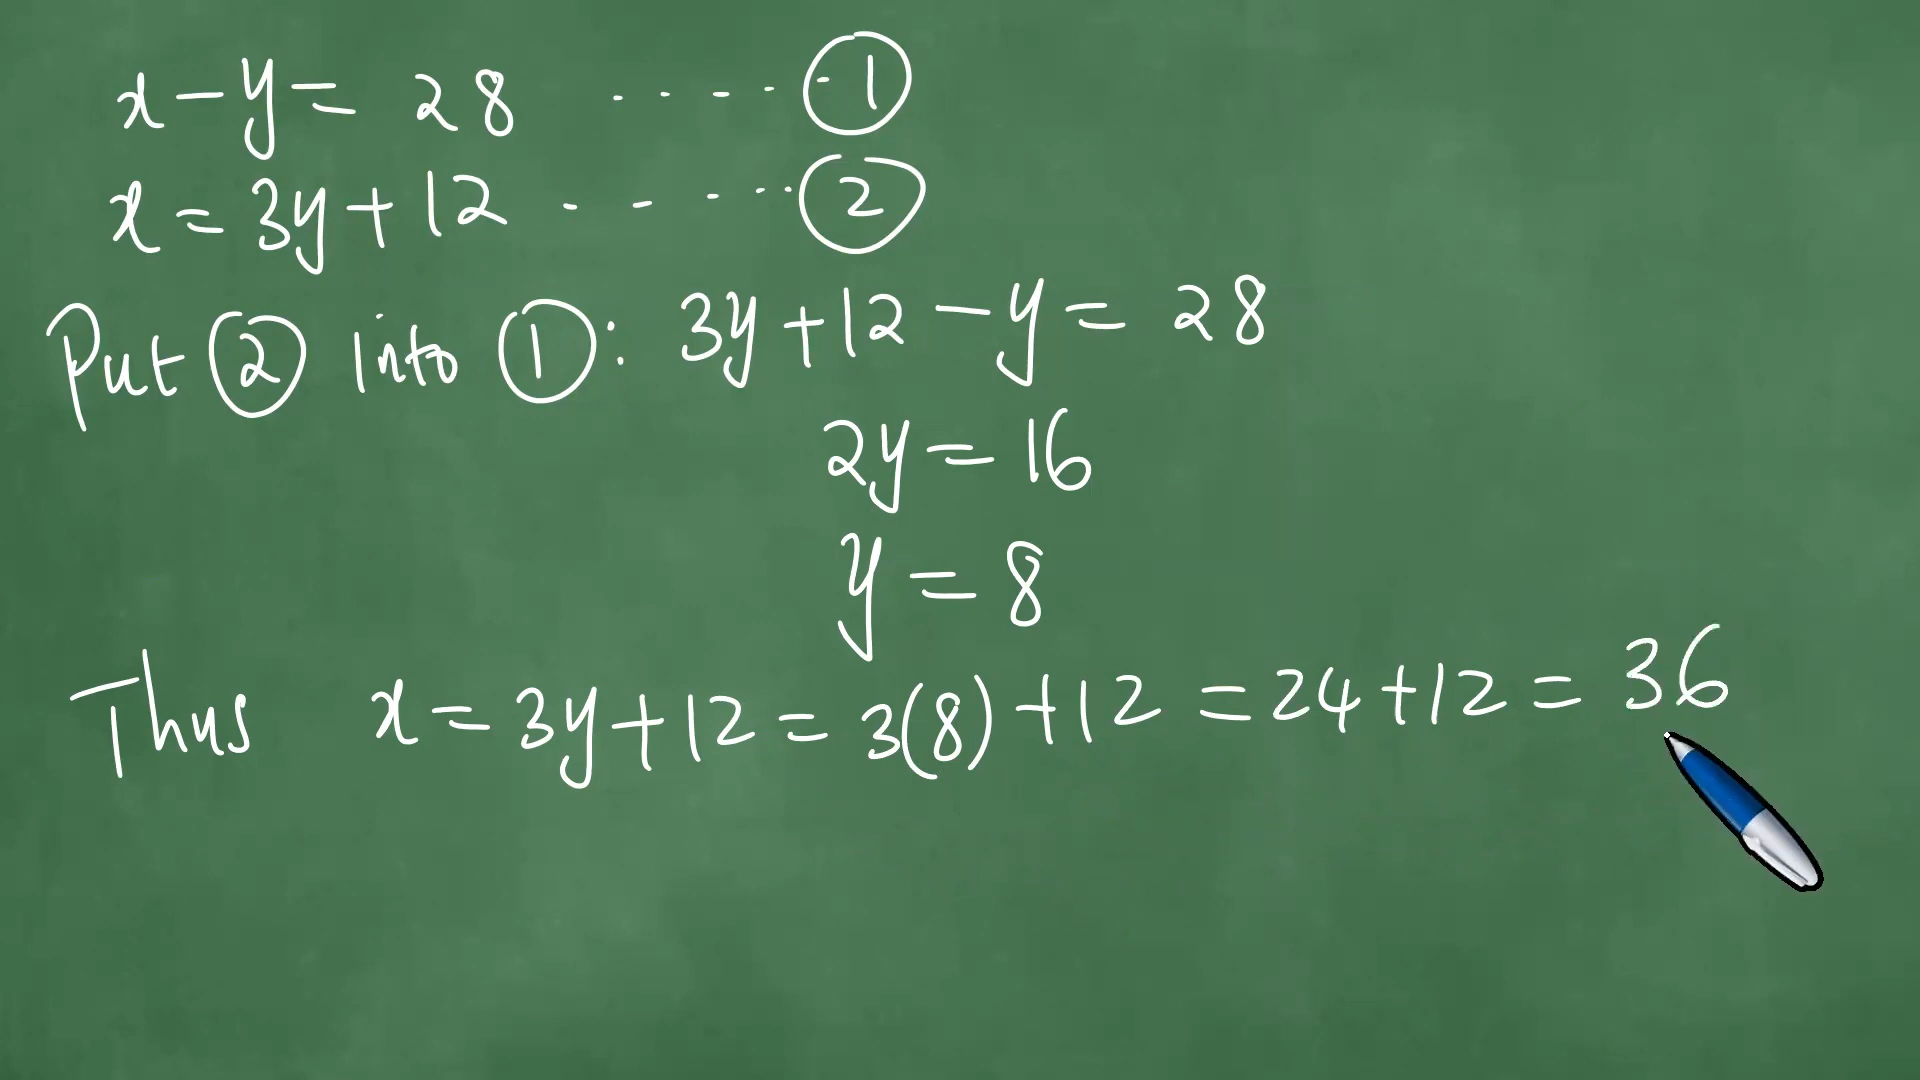 x - y = 28 ..... ①
x = 3y + 12 ..... ②
Put ② into ①: 3y + 12 - y = 28
2y = 16
y = 8
Thus x = 3y + 12 = 3(8) + 12 = 24 + 12 = 36